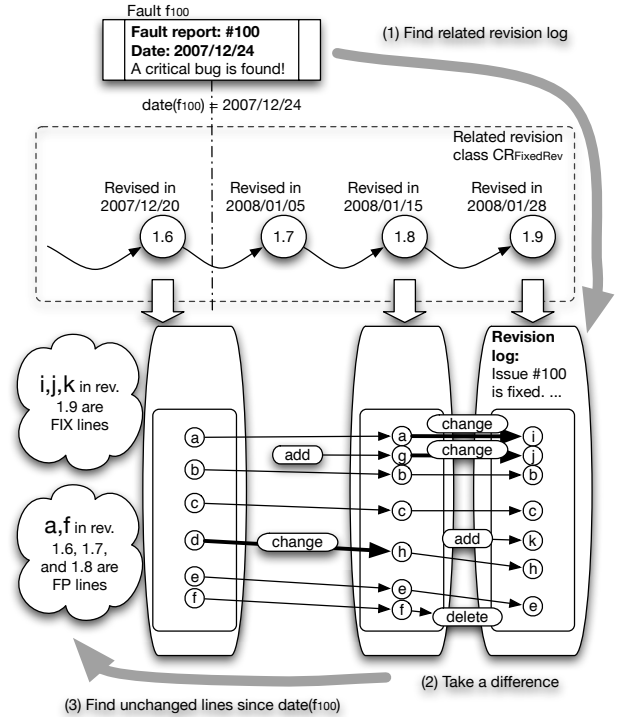 Fault f100
Fault report: #100
Date: 2007/12/24
A critical bug is found!
(1) Find related revision log
date(f100) = 2007/12/24
Related revision
class CRFixedRev
Revised in
2007/12/20
Revised in
2008/01/05
Revised in
2008/01/15
Revised in
2008/01/28
1.6
1.7
1.8
1.9
Revision
log:
Issue #100
is fixed. ...
i,j,k in rev.
1.9 are
FIX lines
a,f in rev.
1.6, 1.7,
and 1.8 are
FP lines
a
b
c
d
e
f
add
change
a
g
b
c
h
e
f
change
change
add
delete
i
j
b
c
k
h
e
(2) Take a difference
(3) Find unchanged lines since date(f100)